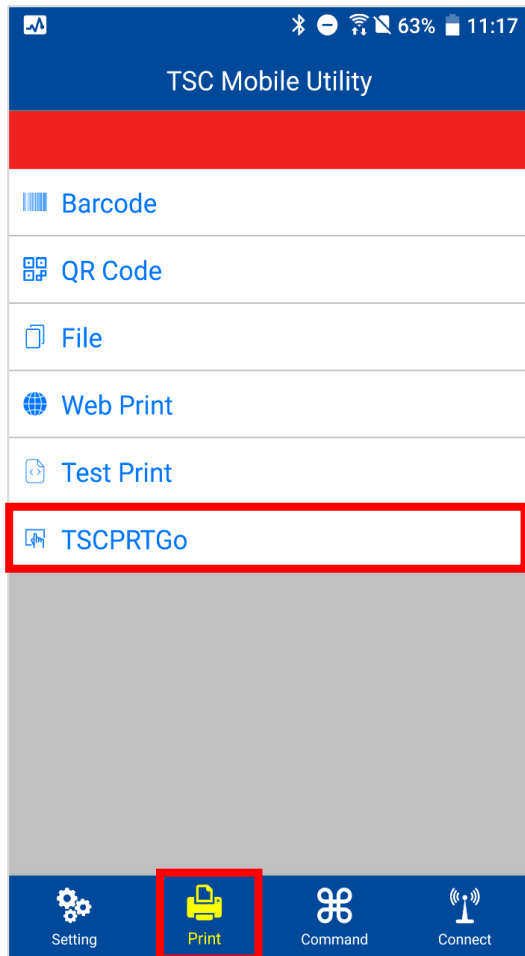 63% 11:17
TSC Mobile Utility
Barcode
QR Code
File
Web Print
Test Print
TSCPRTGo
Setting Print Command Connect